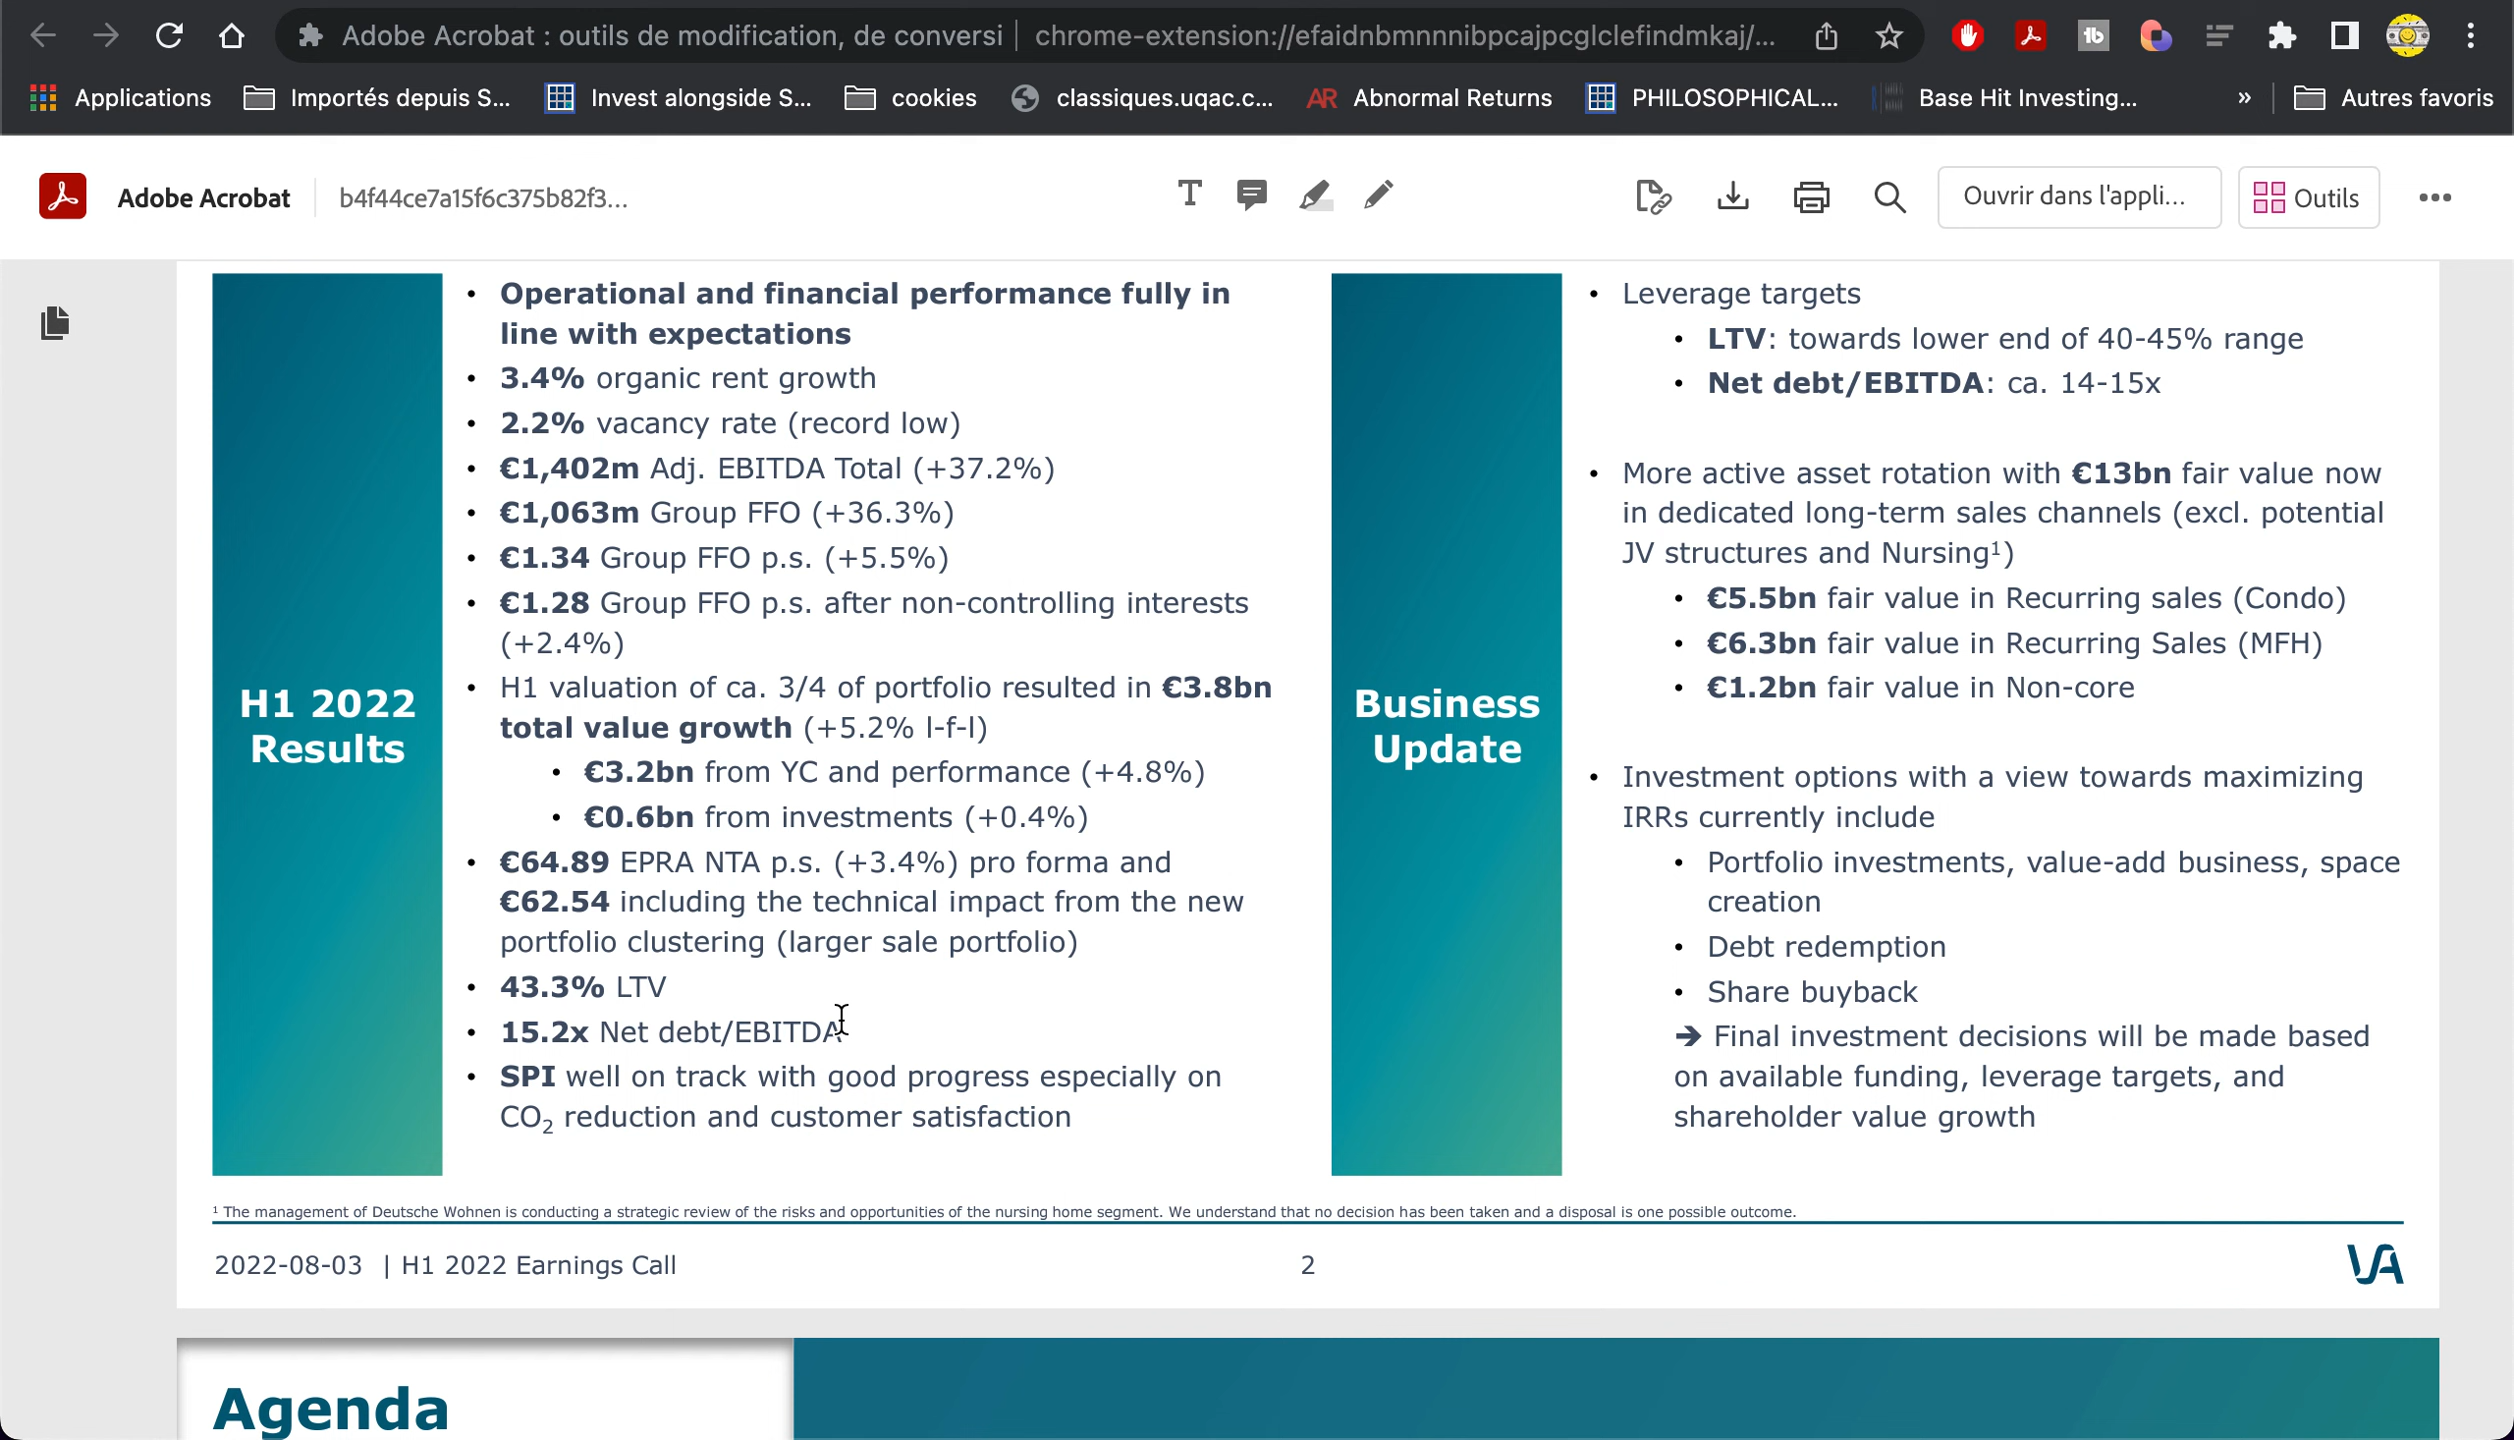 Adobe Acrobat : outils de modification, de conversi
chrome-extension://efaidnbmnnnibpcajpcglclefindmkaj/...
Applications
Importés depuis S...
Invest alongside S...
cookies
classiques.uqac.c...
AR Abnormal Returns
PHILOSOPHICAL...
Base Hit Investing...
»
Autres favoris
Adobe Acrobat
b4f44ce7a15f6c375b82f3...
Ouvrir dans l'appli...
Outils
H1 2022
Results
• Operational and financial performance fully in
line with expectations
• 3.4% organic rent growth
• 2.2% vacancy rate (record low)
• €1,402m Adj. EBITDA Total (+37.2%)
• €1,063m Group FFO (+36.3%)
• €1.34 Group FFO p.s. (+5.5%)
• €1.28 Group FFO p.s. after non-controlling interests
(+2.4%)
• H1 valuation of ca. 3/4 of portfolio resulted in €3.8bn
total value growth (+5.2% l-f-l)
• €3.2bn from YC and performance (+4.8%)
• €0.6bn from investments (+0.4%)
• €64.89 EPRA NTA p.s. (+3.4%) pro forma and
€62.54 including the technical impact from the new
portfolio clustering (larger sale portfolio)
• 43.3% LTV
• 15.2x Net debt/EBITDA
• SPI well on track with good progress especially on
CO2 reduction and customer satisfaction
Business
Update
• Leverage targets
• LTV: towards lower end of 40-45% range
• Net debt/EBITDA: ca. 14-15x
• More active asset rotation with €13bn fair value now
in dedicated long-term sales channels (excl. potential
JV structures and Nursing¹)
• €5.5bn fair value in Recurring sales (Condo)
• €6.3bn fair value in Recurring Sales (MFH)
• €1.2bn fair value in Non-core
• Investment options with a view towards maximizing
IRRs currently include
• Portfolio investments, value-add business, space
creation
• Debt redemption
• Share buyback
➔ Final investment decisions will be made based
on available funding, leverage targets, and
shareholder value growth
¹ The management of Deutsche Wohnen is conducting a strategic review of the risks and opportunities of the nursing home segment. We understand that no decision has been taken and a disposal is one possible outcome.
2022-08-03 | H1 2022 Earnings Call
2
VA
Agenda